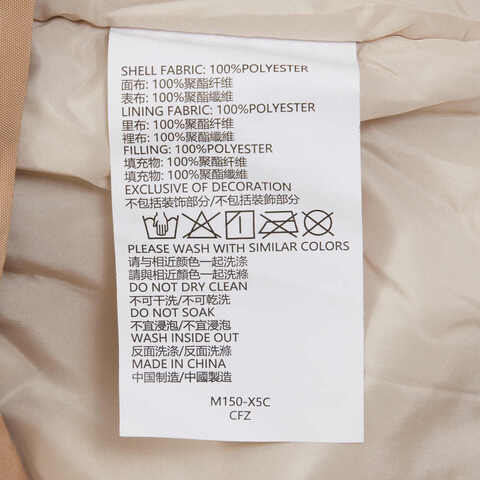 SHELL FABRIC: 100%POLYESTER
面布: 100%聚酯纤维
表布: 100%聚酯纖維
LINING FABRIC: 100%POLYESTER
里布: 100%聚酯纤维
裡布: 100%聚酯纖維
FILLING: 100%POLYESTER
填充物: 100%聚酯纤维
填充物: 100%聚酯纖維
EXCLUSIVE OF DECORATION
不包括装饰部分/不包括裝飾部分
PLEASE WASH WITH SIMILAR COLORS
请与相近颜色一起洗涤
請與相近顏色一起洗滌
DO NOT DRY CLEAN
不可干洗/不可乾洗
DO NOT SOAK
不宜浸泡/不宜浸泡
WASH INSIDE OUT
反面洗涤/反面洗滌
MADE IN CHINA
中国制造/中國製造
M150-X5C
CFZ